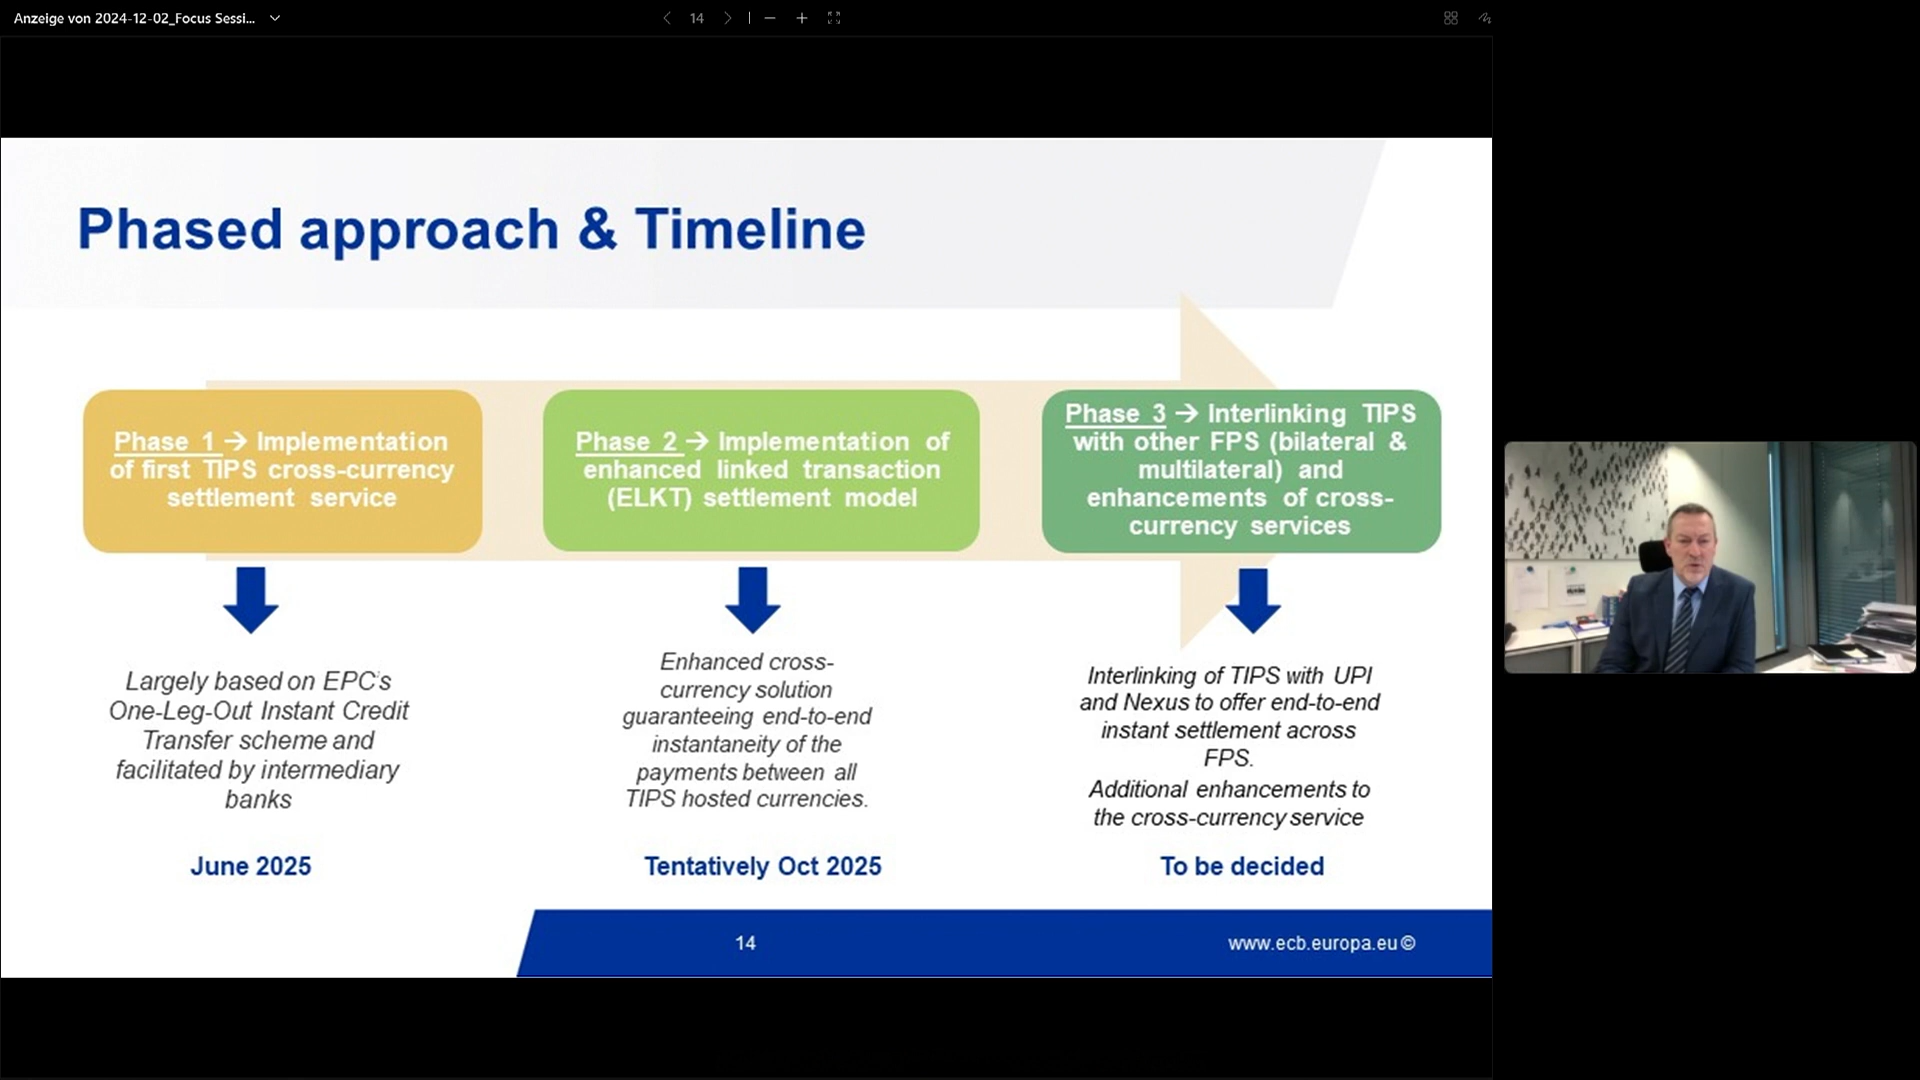 Anzeige von 2024-12-02_Focus Sessi...
14
Phased approach & Timeline
Phase 1 → Implementation
of first TIPS cross-currency
settlement service
Phase 2 → Implementation of
enhanced linked transaction
(ELKT) settlement model
Phase 3 → Interlinking TIPS
with other FPS (bilateral &
multilateral) and
enhancements of cross-
currency services
Largely based on EPC's
One-Leg-Out Instant Credit
Transfer scheme and
facilitated by intermediary
banks
Enhanced cross-
currency solution
guaranteeing end-to-end
instantaneity of the
payments between all
TIPS hosted currencies.
Interlinking of TIPS with UPI
and Nexus to offer end-to-end
instant settlement across
FPS.
Additional enhancements to
the cross-currency service
June 2025
Tentatively Oct 2025
To be decided
14
www.ecb.europa.eu ©